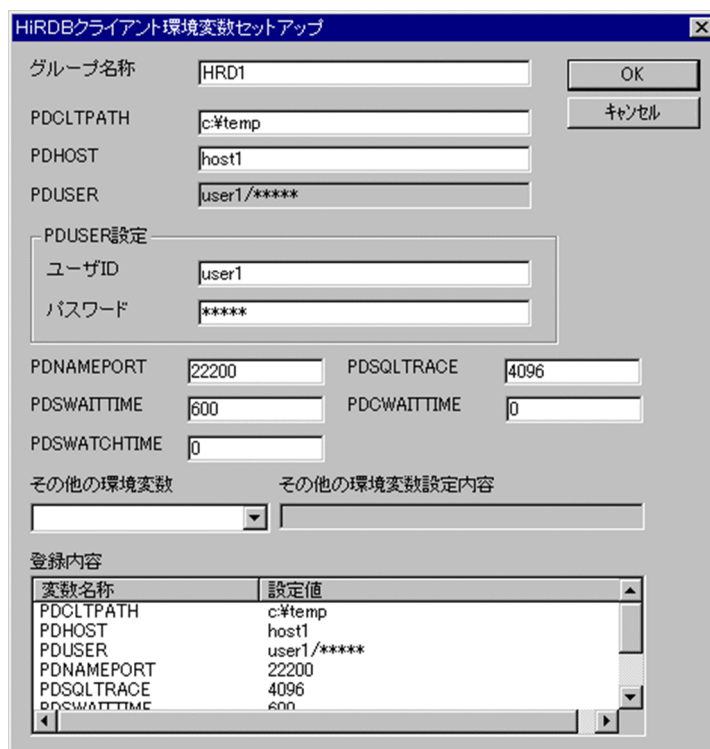 HiRDBクライアント環境変数セットアップ
グループ名称 HRD1 OK
PDCLTPATH c:¥temp キャンセル
PDHOST host1
PDUSER user1/*****
PDUSER設定
ユーザID user1
パスワード *****
PDNAMEPORT 22200 PDSQLTRACE 4096
PDSWAITTIME 600 PDCWAITTIME 0
PDSWATCHTIME 0
その他の環境変数 その他の環境変数設定内容
登録内容
変数名称 設定値
PDCLTPATH c:¥temp
PDHOST host1
PDUSER user1/*****
PDNAMEPORT 22200
PDSQLTRACE 4096
PDSWAITTIME 600